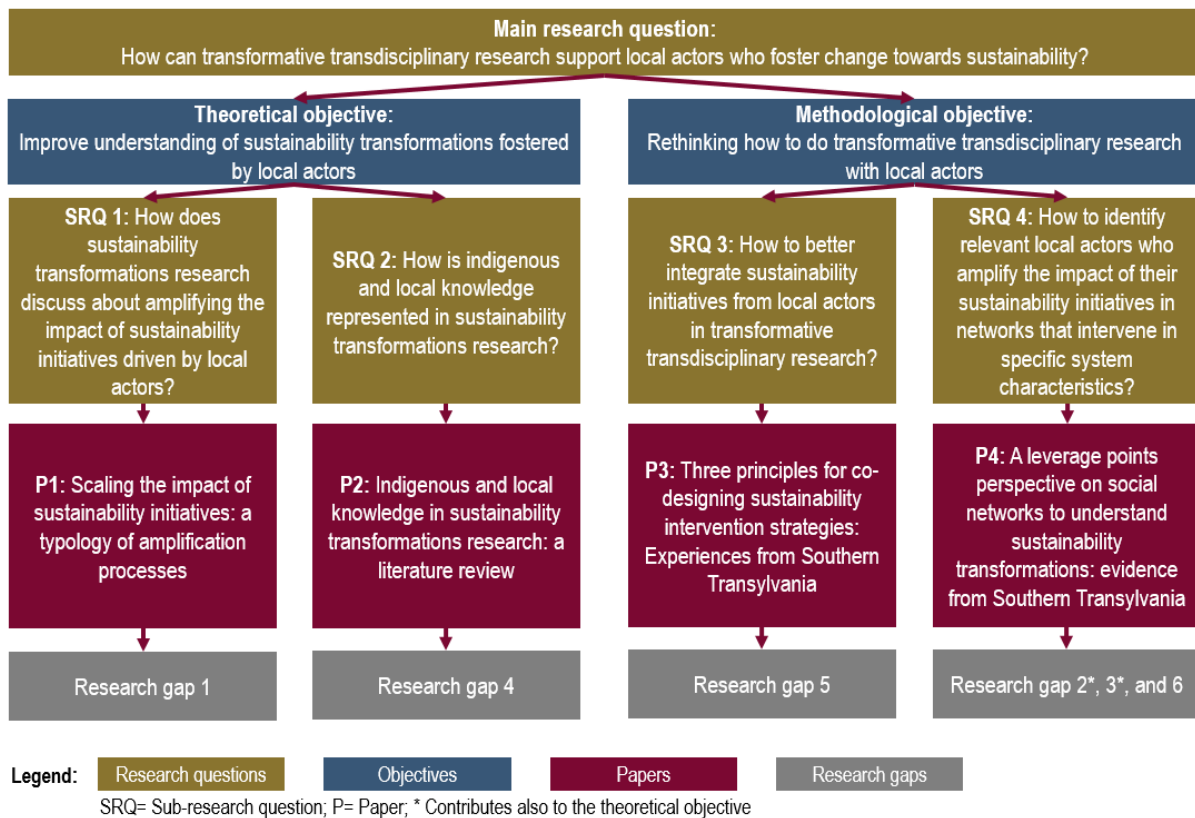 Main research question:
How can transformative transdisciplinary research support local actors who foster change towards sustainability?
Theoretical objective:
Improve understanding of sustainability transformations fostered
by local actors
Methodological objective:
Rethinking how to do transformative transdisciplinary research
with local actors
SRQ 1: How does
sustainability
transformations research
discuss about amplifying the
impact of sustainability
initiatives driven by local
actors?
SRQ 2: How is indigenous
and local knowledge
represented in sustainability
transformations research?
SRQ 3: How to better
integrate sustainability
initiatives from local actors
in transformative
transdisciplinary research?
SRQ 4: How to identify
relevant local actors who
amplify the impact of their
sustainability initiatives in
networks that intervene in
specific system
characteristics?
P1: Scaling the impact of
sustainability initiatives: a
typology of amplification
processes
P2: Indigenous and local
knowledge in sustainability
transformations research: a
literature review
P3: Three principles for co-
designing sustainability
intervention strategies:
Experiences from Southern
Transylvania
P4: A leverage points
perspective on social
networks to understand
sustainability
transformations: evidence
from Southern Transylvania
Research gap 1
Research gap 4
Research gap 5
Research gap 2*, 3*, and 6
Legend: Research questions Objectives Papers Research gaps
SRQ= Sub-research question; P= Paper; * Contributes also to the theoretical objective